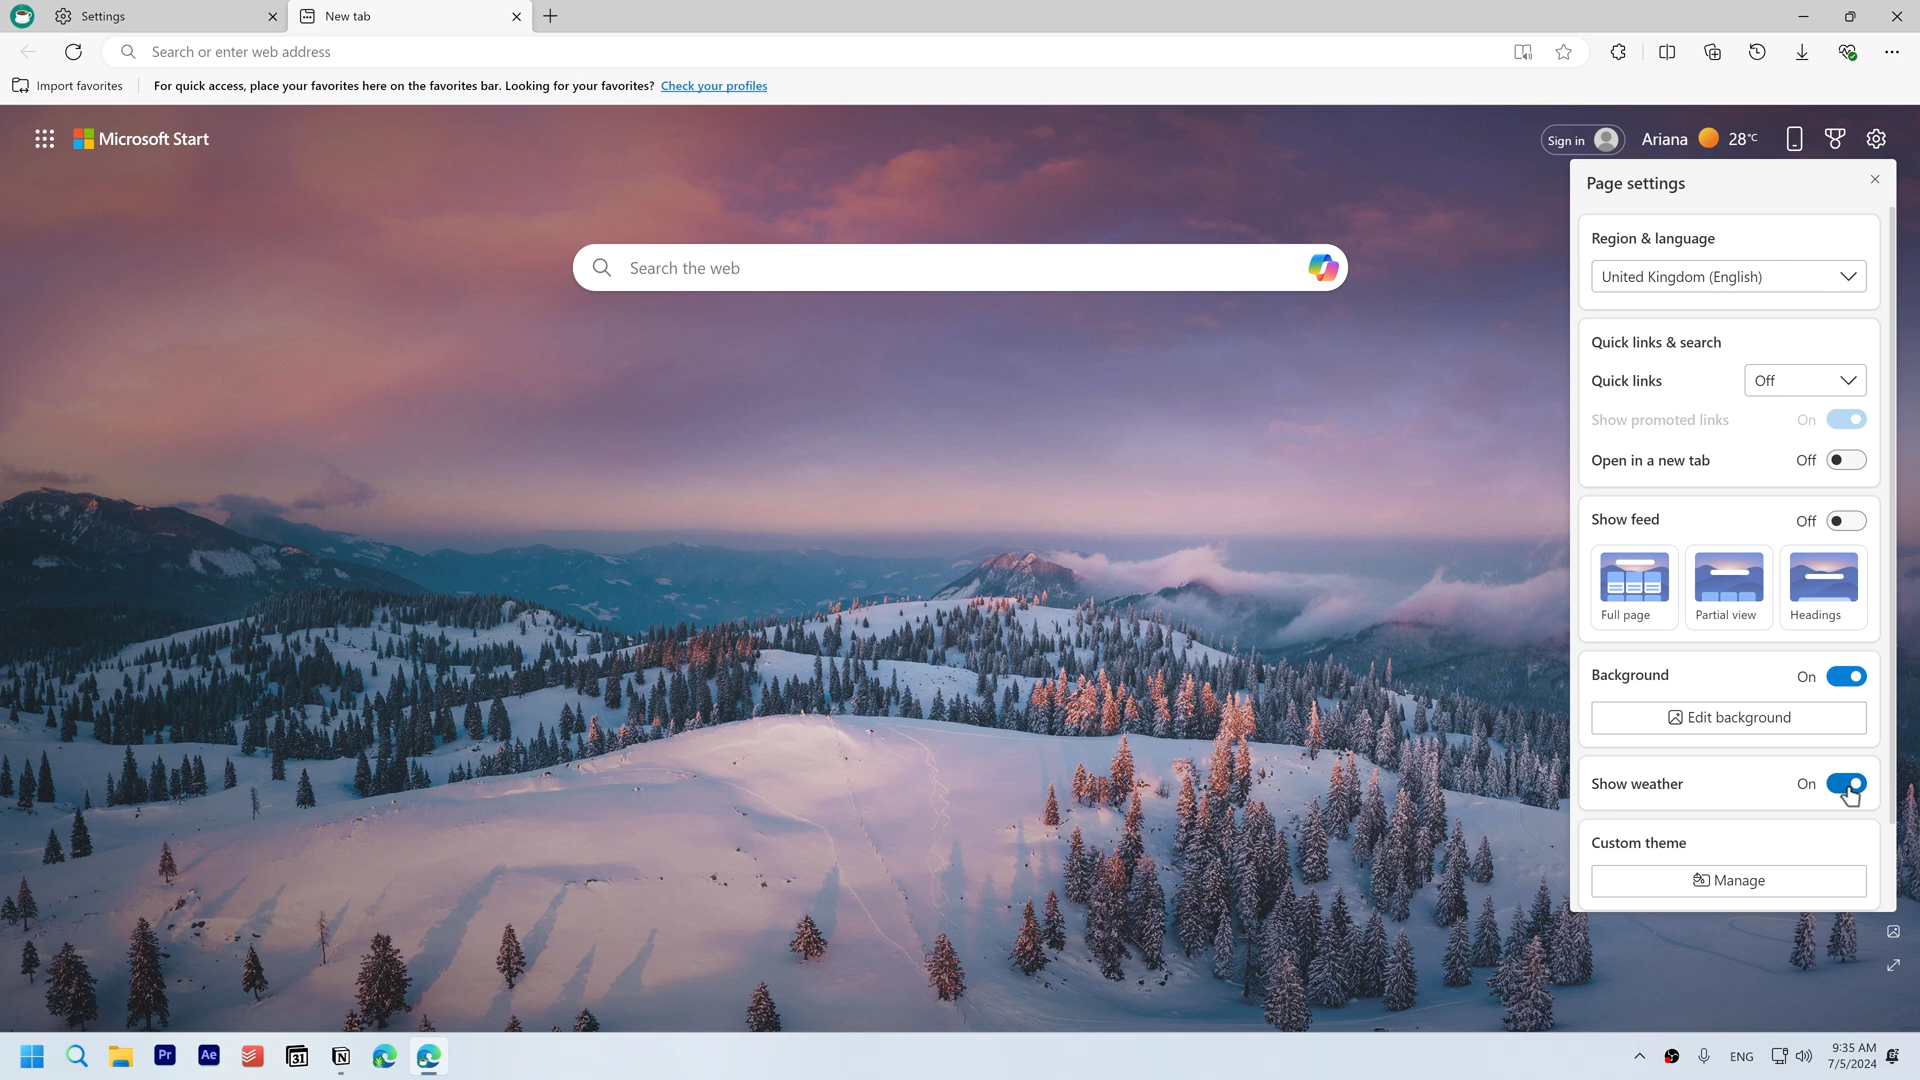 Settings
New tab
Search or enter web address
Import favorites
For quick access, place your favorites here on the favorites bar. Looking for your favorites? Check your profiles
Microsoft Start
Sign in
Ariana 28°C
Page settings
Search the web
Region & language
United Kingdom (English)
Quick links & search
Quick links Off
Show promoted links On
Open in a new tab Off
Show feed Off
Full page Partial view Headings
Background On
Edit background
Show weather On
Custom theme
Manage
Pr Ae 31 N
ENG
9:35 AM
7/5/2024